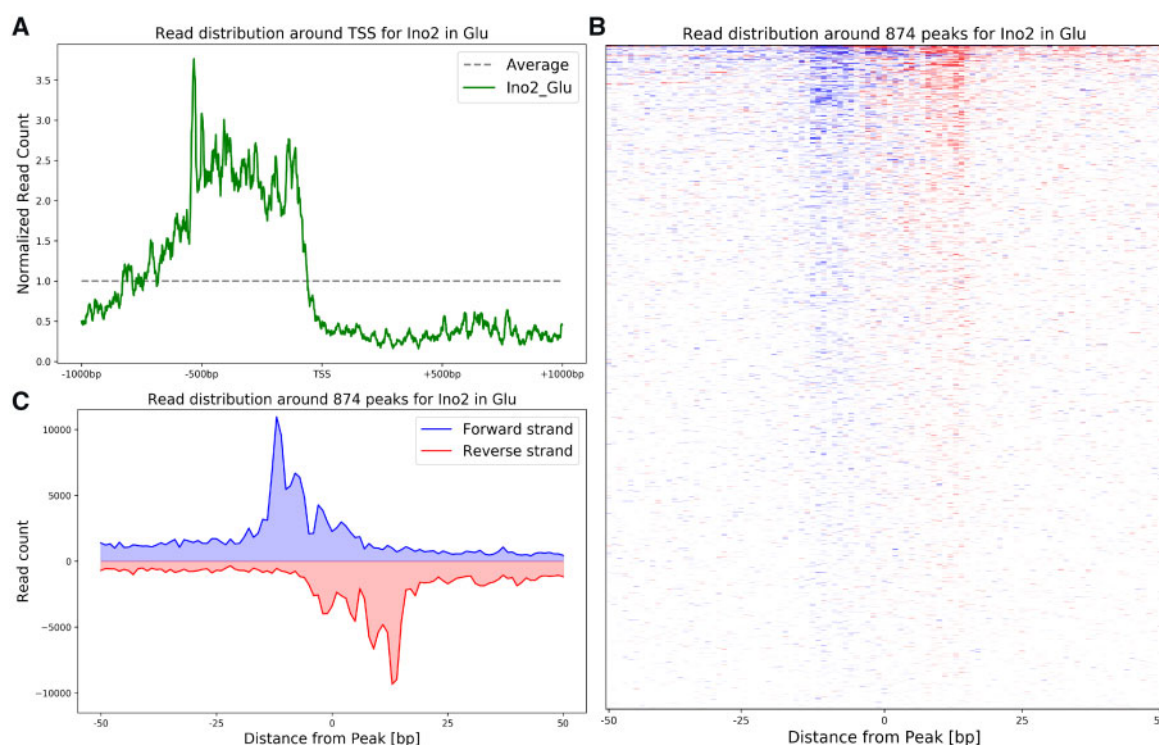 A
Read distribution around TSS for Ino2 in Glu
Average
Ino2_Glu
Normalized Read Count
3.5
3.0
2.5
2.0
1.5
1.0
0.5
0.0
-1000bp
-500bp
TSS
+500bp
+1000bp
B
Read distribution around 874 peaks for Ino2 in Glu
-50
-25
0
25
50
Distance from Peak [bp]
C
Read distribution around 874 peaks for Ino2 in Glu
Forward strand
Reverse strand
Read count
10000
5000
0
-5000
-10000
-50
-25
0
25
50
Distance from Peak [bp]